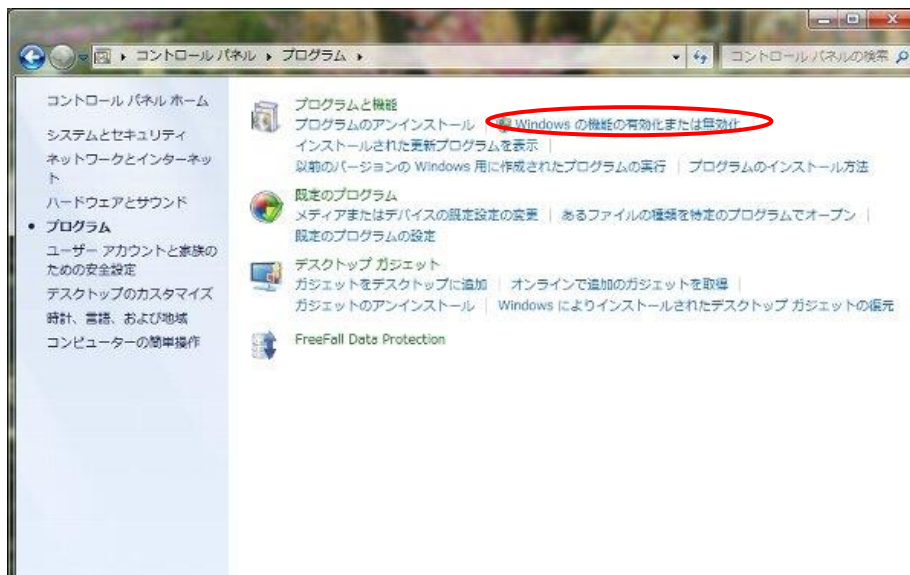 コントロール パネル ▸ プログラム ▸
コントロール パネルの検索
コントロール パネル ホーム
システムとセキュリティ
ネットワークとインターネッ
ト
ハードウェアとサウンド
プログラム
ユーザー アカウントと家族の
ための安全設定
デスクトップのカスタマイズ
時計、言語、および地域
コンピューターの簡単操作
プログラムと機能
プログラムのアンインストール | Windows の機能の有効化または無効化
インストールされた更新プログラムを表示 |
以前のバージョンの Windows 用に作成されたプログラムの実行 | プログラムのインストール方法
既定のプログラム
メディアまたはデバイスの既定設定の変更 | あるファイルの種類を特定のプログラムでオープン |
既定のプログラムの設定
デスクトップ ガジェット
ガジェットをデスクトップに追加 | オンラインで追加のガジェットを取得 |
ガジェットのアンインストール | Windows によりインストールされたデスクトップ ガジェットの復元
FreeFall Data Protection